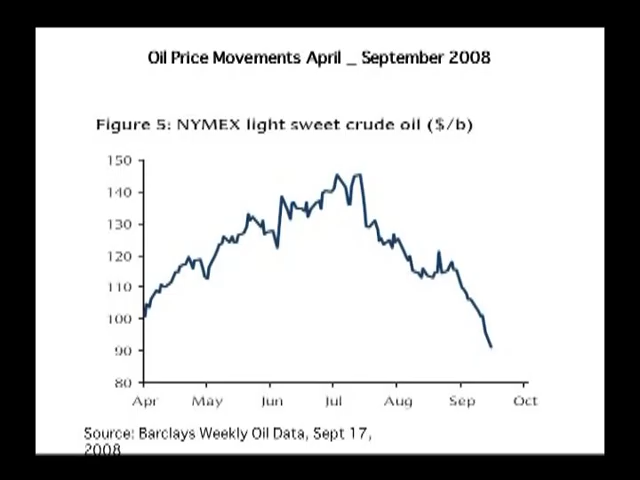 Oil Price Movements April _ September 2008
Figure 5: NYMEX light sweet crude oil ($/b)
150
140
130
120
110
100
90
80
Apr May Jun Jul Aug Sep Oct
Source: Barclays Weekly Oil Data, Sept 17,
2008